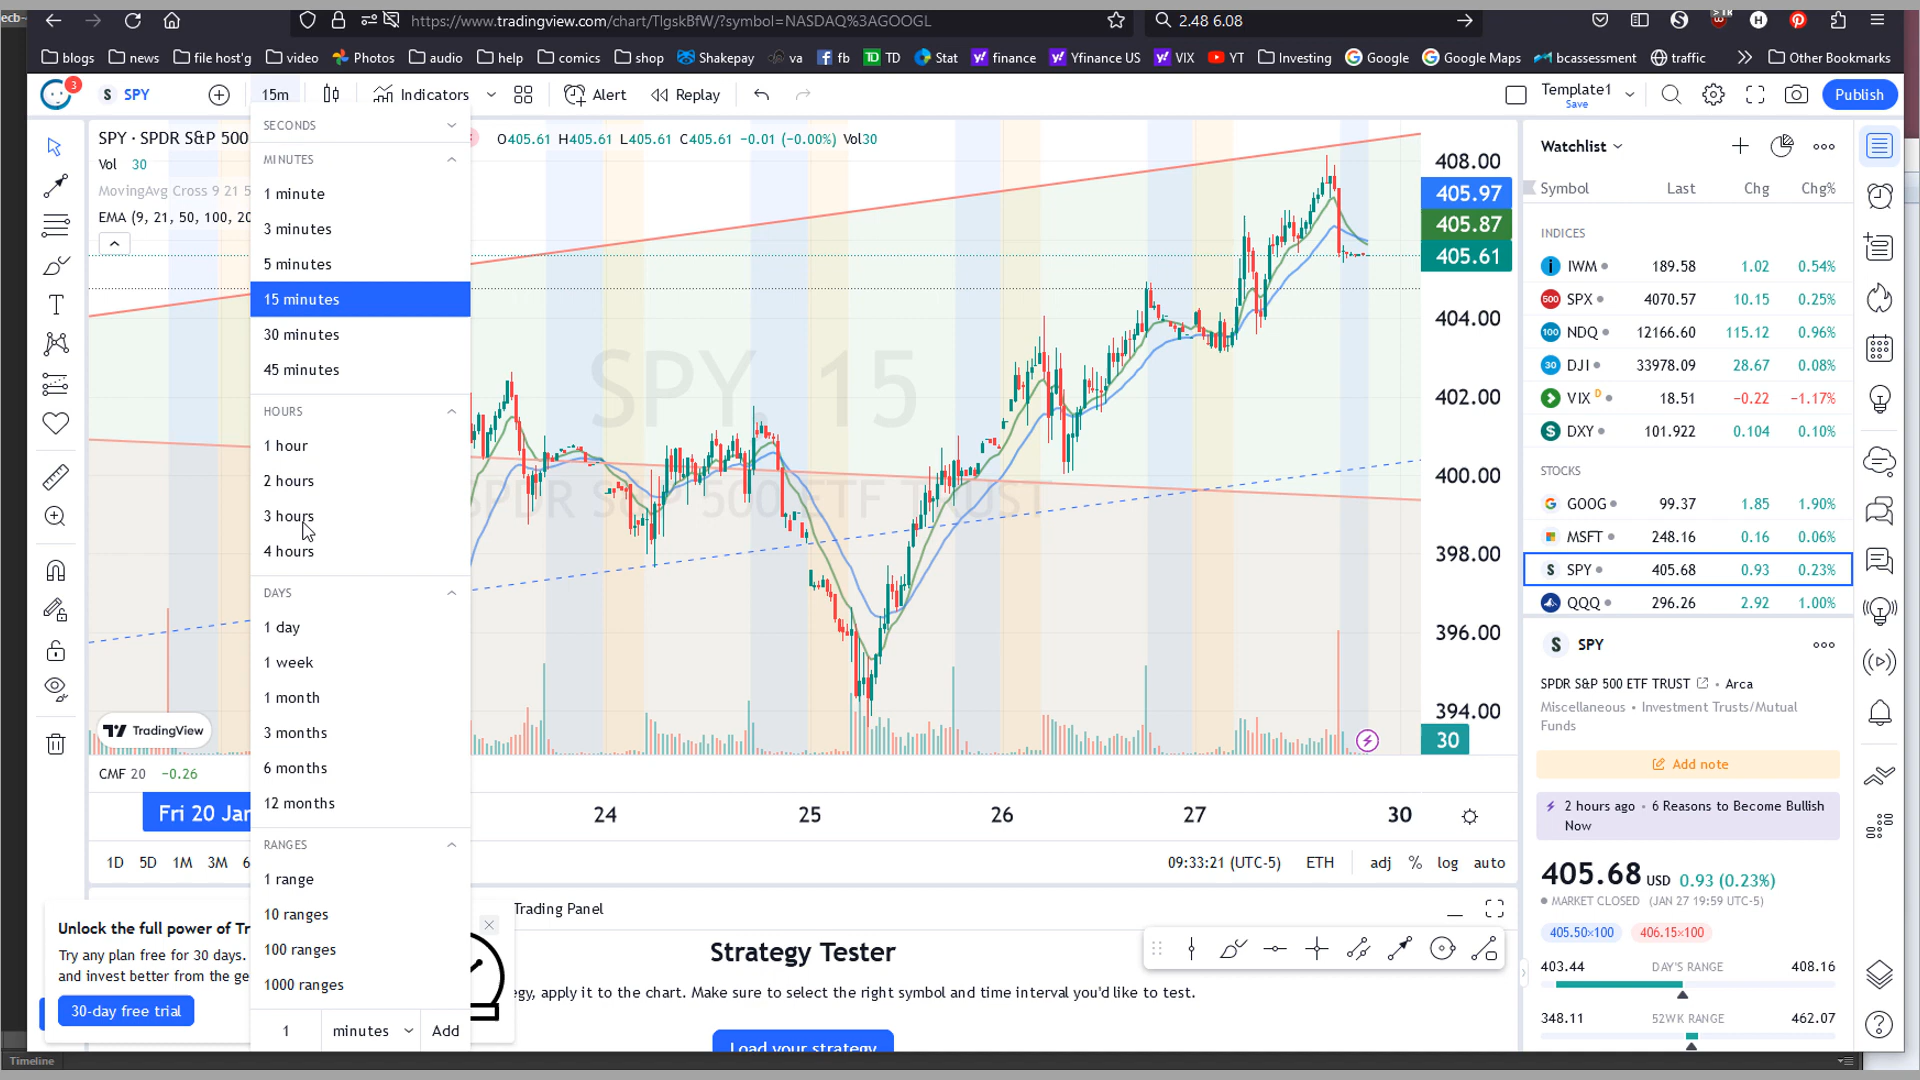 https://www.tradingview.com/chart/TlgskBfW/?symbol=NASDAQ%3AGOOGL
2.48 6.08
blogs news file host'g video Photos audio help comics shop Shakepay va fb TD Stat finance Yfinance US VIX YT Investing Google Google Maps bcassessment traffic Other Bookmarks
3 S SPY 15m Indicators Alert Replay Template1 Save Publish
SPY · SPDR S&P 500
O405.61 H405.61 L405.61 C405.61 −0.01 (−0.00%) Vol30
Vol 30
MovingAvg Cross 9 21 5
EMA (9, 21, 50, 100, 20
SECONDS
MINUTES
1 minute
3 minutes
5 minutes
15 minutes
30 minutes
45 minutes
HOURS
1 hour
2 hours
3 hours
4 hours
DAYS
1 day
1 week
1 month
3 months
6 months
12 months
RANGES
1 range
10 ranges
100 ranges
1000 ranges
1 minutes Add
SPY, 15
SPDR S&P 500 ETF TRUST
408.00
405.97
405.87
405.61
404.00
402.00
400.00
398.00
396.00
394.00
30
TradingView
CMF 20 −0.26
Fri 20 Jan
24 25 26 27 30
1D 5D 1M 3M 6
09:33:21 (UTC-5) ETH adj % log auto
Trading Panel
Strategy Tester
egy, apply it to the chart. Make sure to select the right symbol and time interval you'd like to test.
Load your strategy
Unlock the full power of Tr
Try any plan free for 30 days.
and invest better from the ge
30-day free trial
Watchlist
Symbol Last Chg Chg%
INDICES
IWM 189.58 1.02 0.54%
500 SPX 4070.57 10.15 0.25%
100 NDQ 12166.60 115.12 0.96%
30 DJI 33978.09 28.67 0.08%
VIX D 18.51 −0.22 −1.17%
S DXY 101.922 0.104 0.10%
STOCKS
G GOOG 99.37 1.85 1.90%
MSFT 248.16 0.16 0.06%
S SPY 405.68 0.93 0.23%
QQQ 296.26 2.92 1.00%
S SPY
SPDR S&P 500 ETF TRUST • Arca
Miscellaneous • Investment Trusts/Mutual
Funds
Add note
2 hours ago • 6 Reasons to Become Bullish
Now
405.68 USD 0.93 (0.23%)
MARKET CLOSED (JAN 27 19:59 UTC-5)
405.50×100 406.15×100
403.44 DAY'S RANGE 408.16
348.11 52WK RANGE 462.07
Timeline